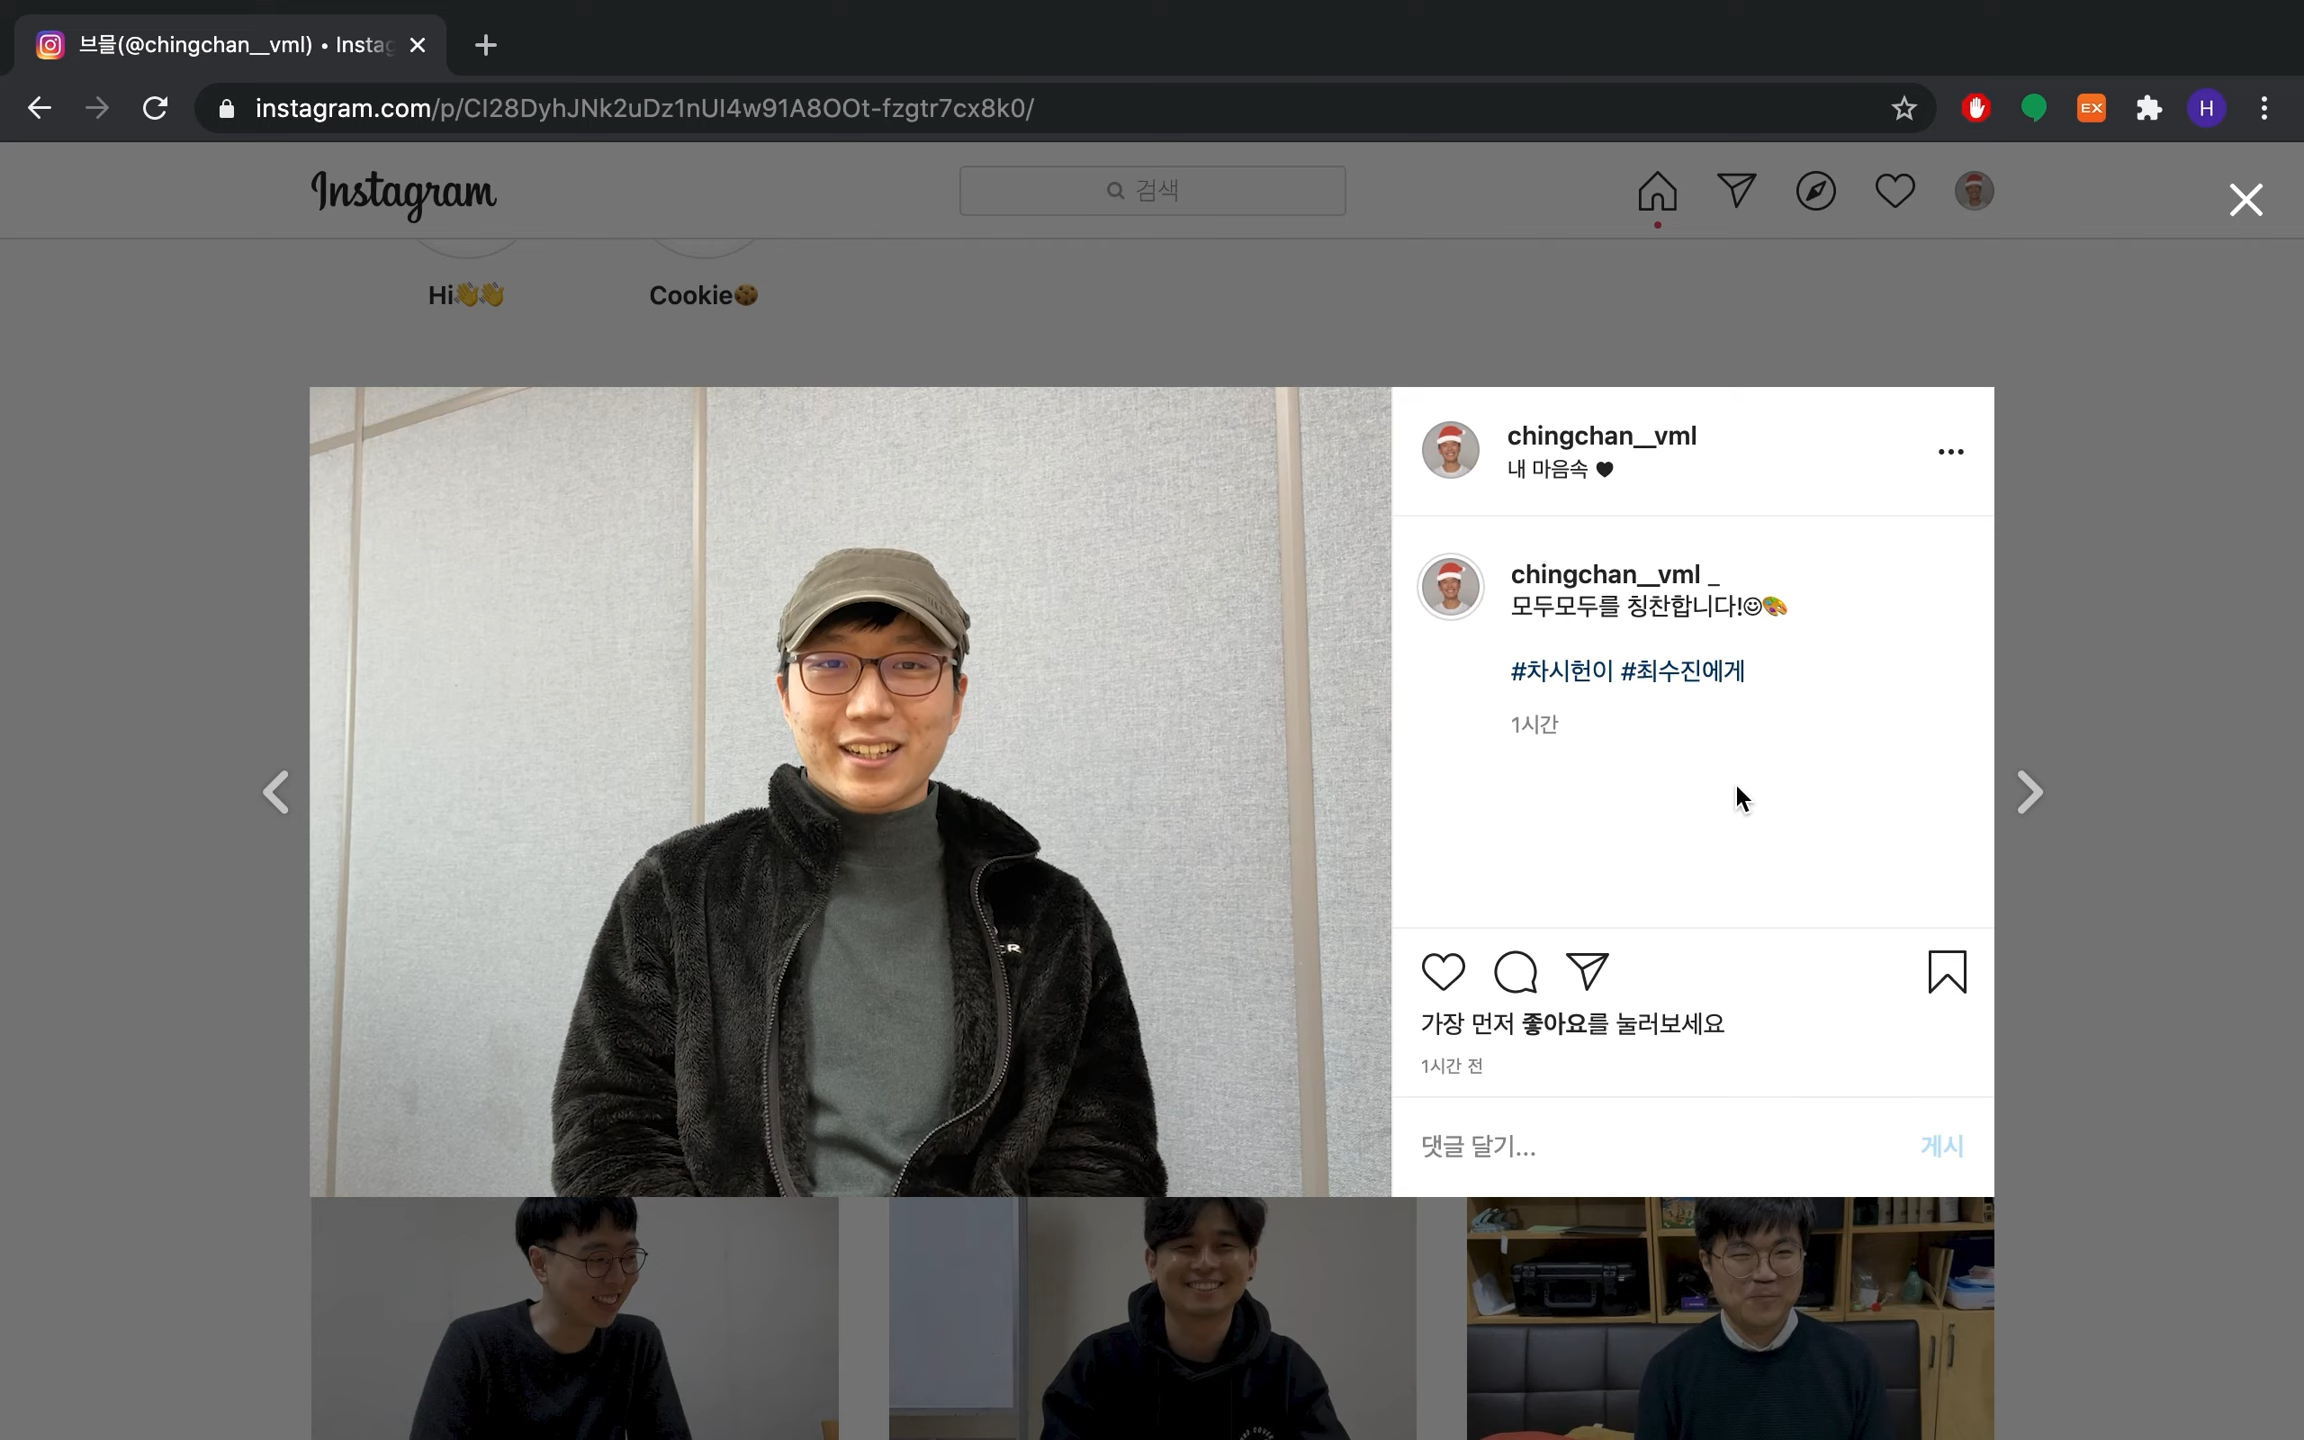 브믈(@chingchan__vml) • Instag
instagram.com/p/CI28DyhJNk2uDz1nUI4w91A8OOt-fzgtr7cx8k0/
EX
H
Instagram
검색
Hi👋👋
Cookie🍪
chingchan__vml
내 마음속 🖤
chingchan__vml _
모두모두를 칭찬합니다!☺🎨
#차시헌이 #최수진에게
1시간
가장 먼저 좋아요를 눌러보세요
1시간 전
댓글 달기...
게시